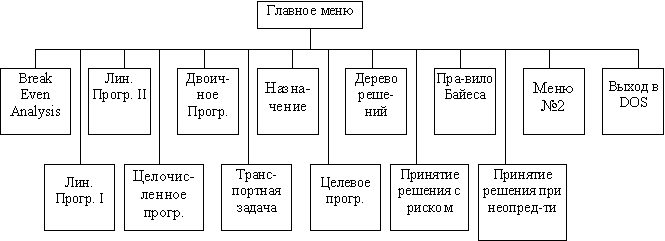 Главное меню
Break
Even
Analysis
Лин.
Прогр. II
Двоич-
ное
Прогр.
Назна-
чение
Дерево
реше-
ний
Пра-вило
Байеса
Меню
№2
Выход в
DOS
Лин.
Прогр. I
Целочис-
ленное
прогр.
Транс-
портная
задача
Целевое
прогр.
Принятие
решения с
риском
Принятие
решения при
неопред-ти